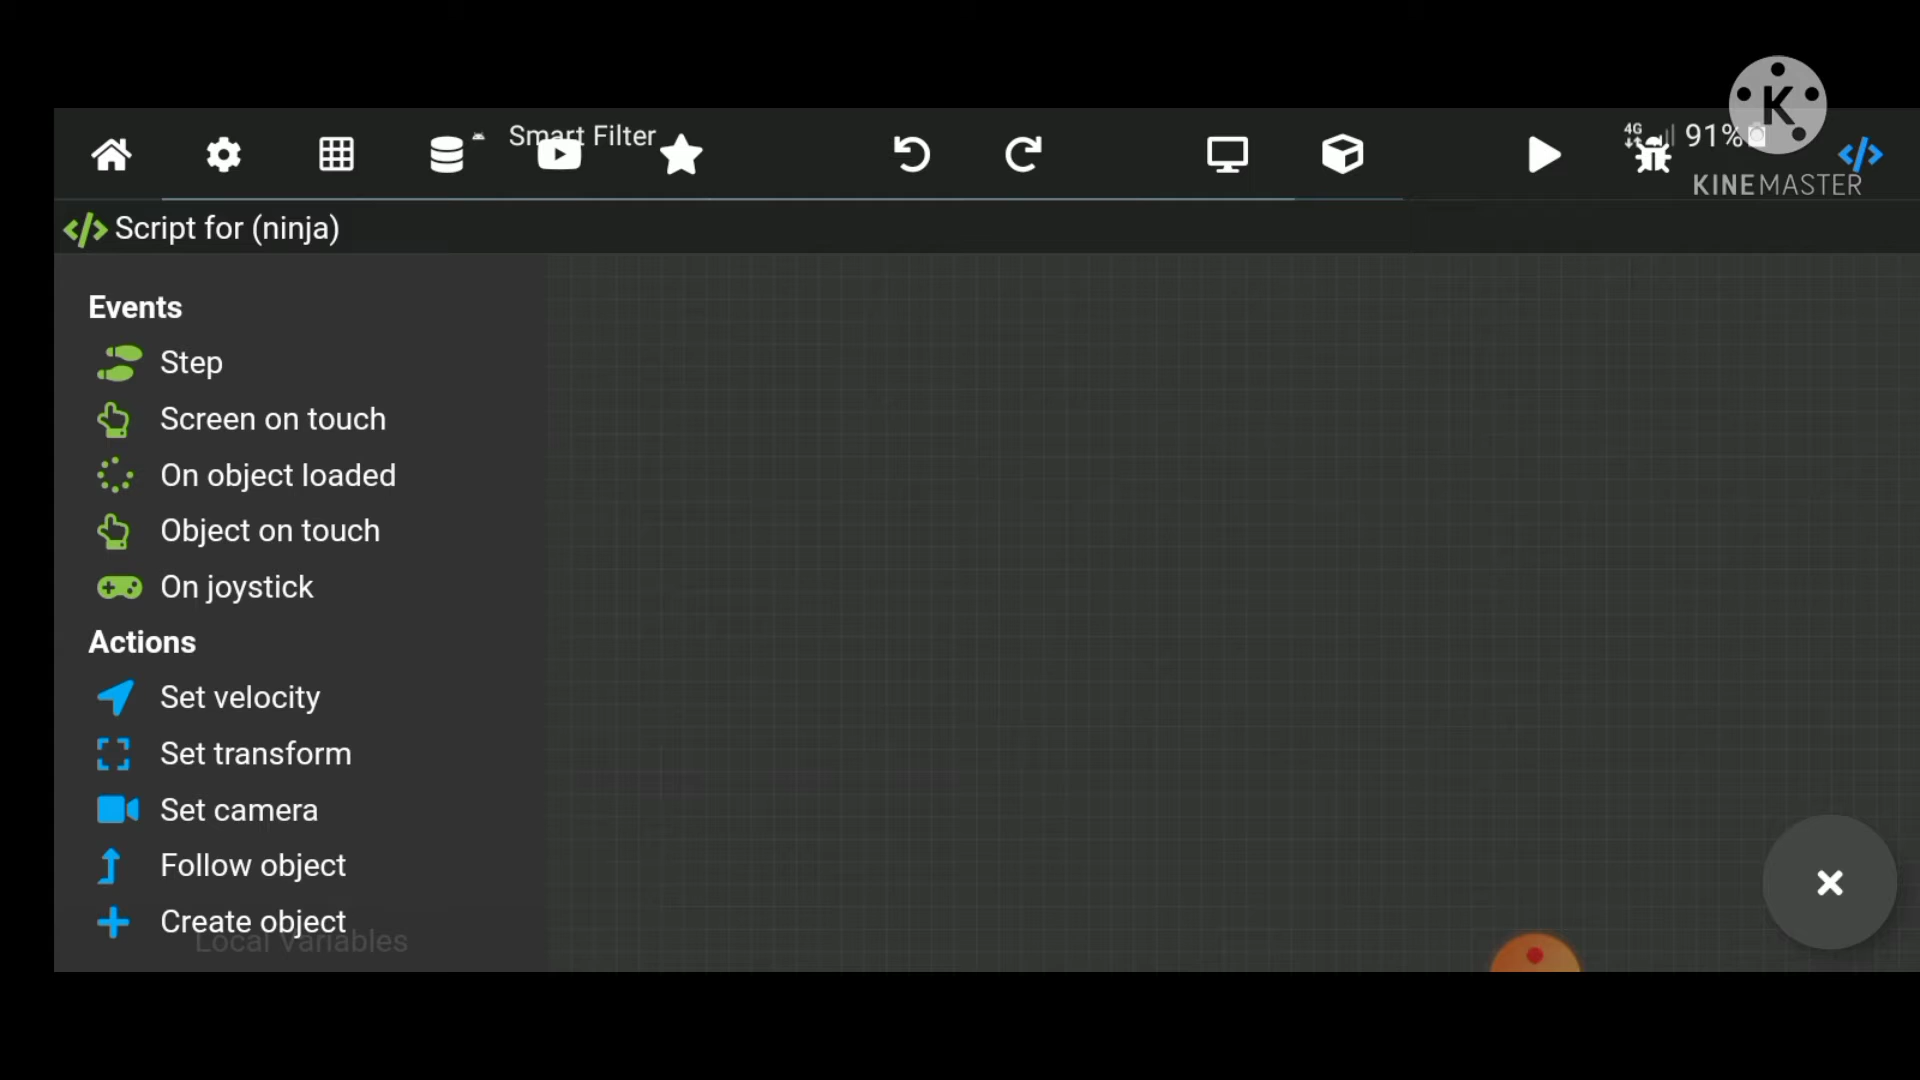 Smart Filter
4G
91%
K
KINEMASTER
</> Script for (ninja)
Events
Step
Screen on touch
On object loaded
Object on touch
On joystick
Actions
Set velocity
Set transform
Set camera
Follow object
Create object
Local Variables